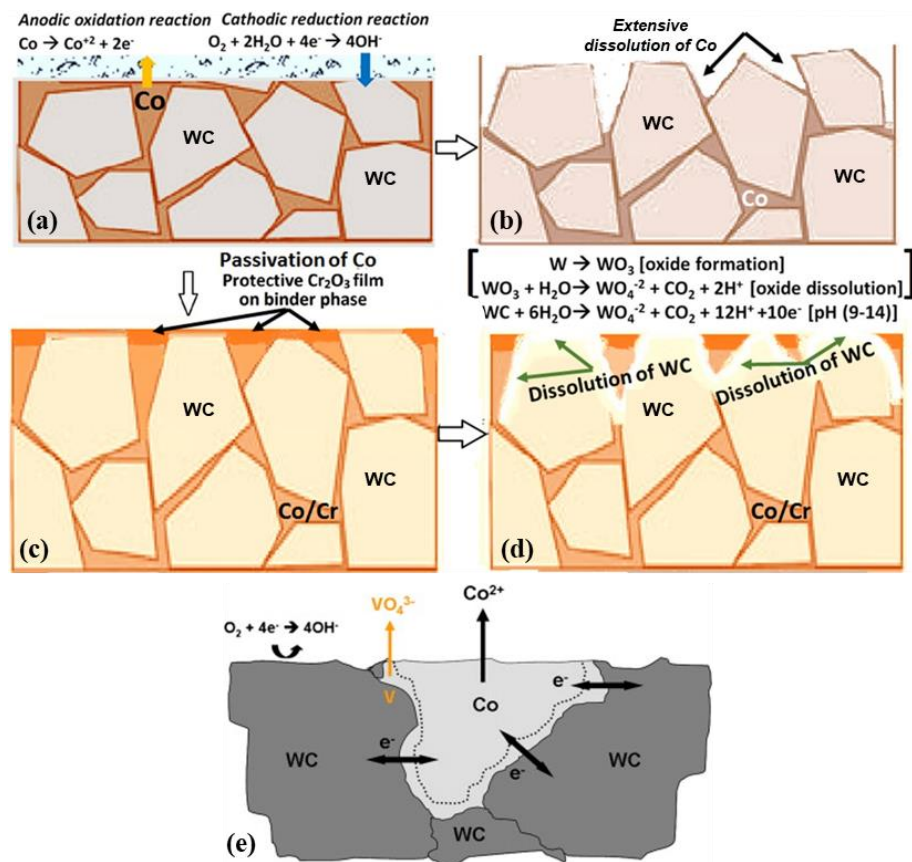 Anodic oxidation reaction
Co → Co⁺² + 2e⁻
Cathodic reduction reaction
O₂ + 2H₂O + 4e⁻ → 4OH⁻
Co
WC
WC
(a)
Extensive
dissolution of Co
WC
WC
Co
(b)
Passivation of Co
Protective Cr₂O₃ film
on binder phase
WC
WC
Co/Cr
(c)
W → WO₃ [oxide formation]
WO₃ + H₂O → WO₄⁻² + CO₂ + 2H⁺ [oxide dissolution]
WC + 6H₂O → WO₄⁻² + CO₂ + 12H⁺ +10e⁻ [pH (9-14)]
Dissolution of WC
Dissolution of WC
WC
WC
Co/Cr
(d)
O₂ + 4e⁻ → 4OH⁻
VO₄³⁻
Co²⁺
V
Co
e⁻
WC
e⁻
e⁻
WC
WC
(e)